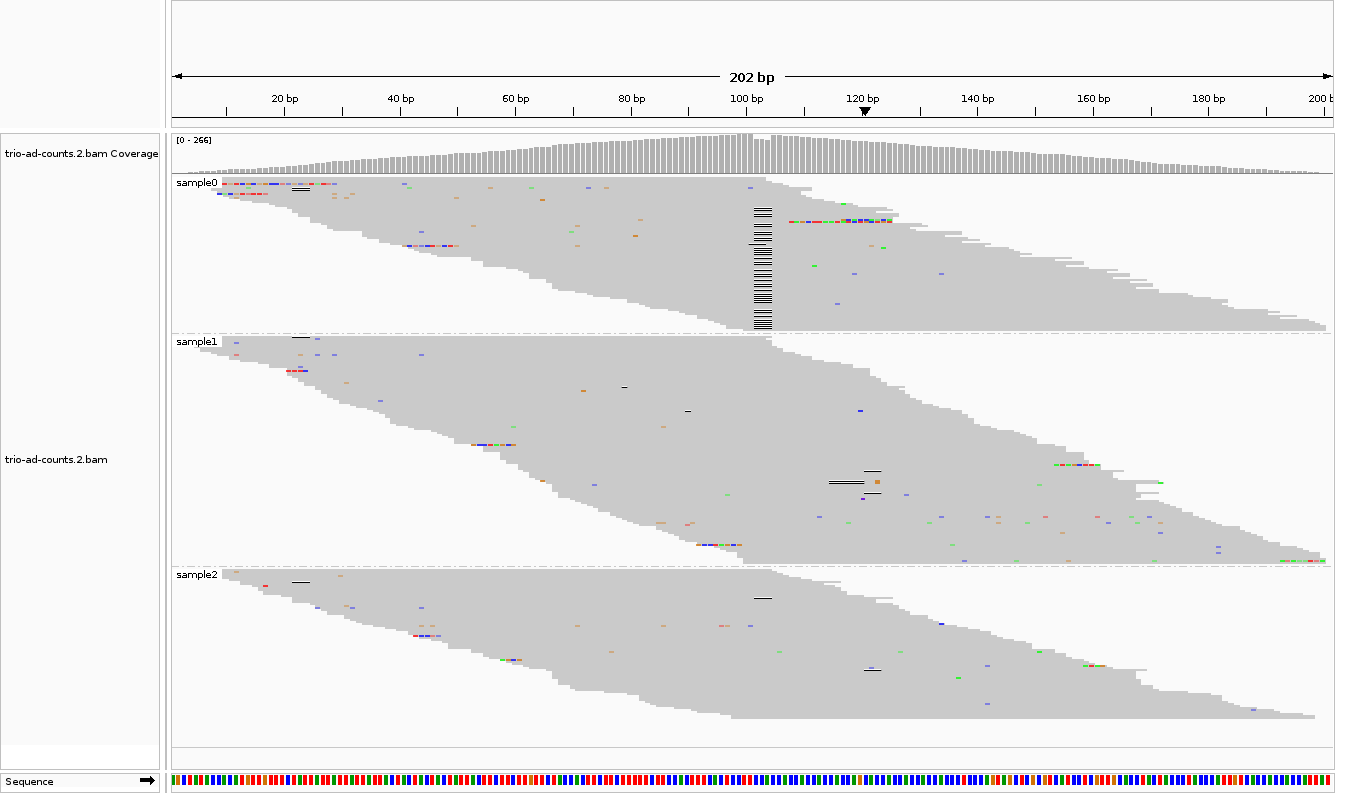 202 bp
20 bp 40 bp 60 bp 80 bp 100 bp 120 bp 140 bp 160 bp 180 bp 200 b
trio-ad-counts.2.bam Coverage
[0 - 266]
sample0
sample1
trio-ad-counts.2.bam
sample2
Sequence